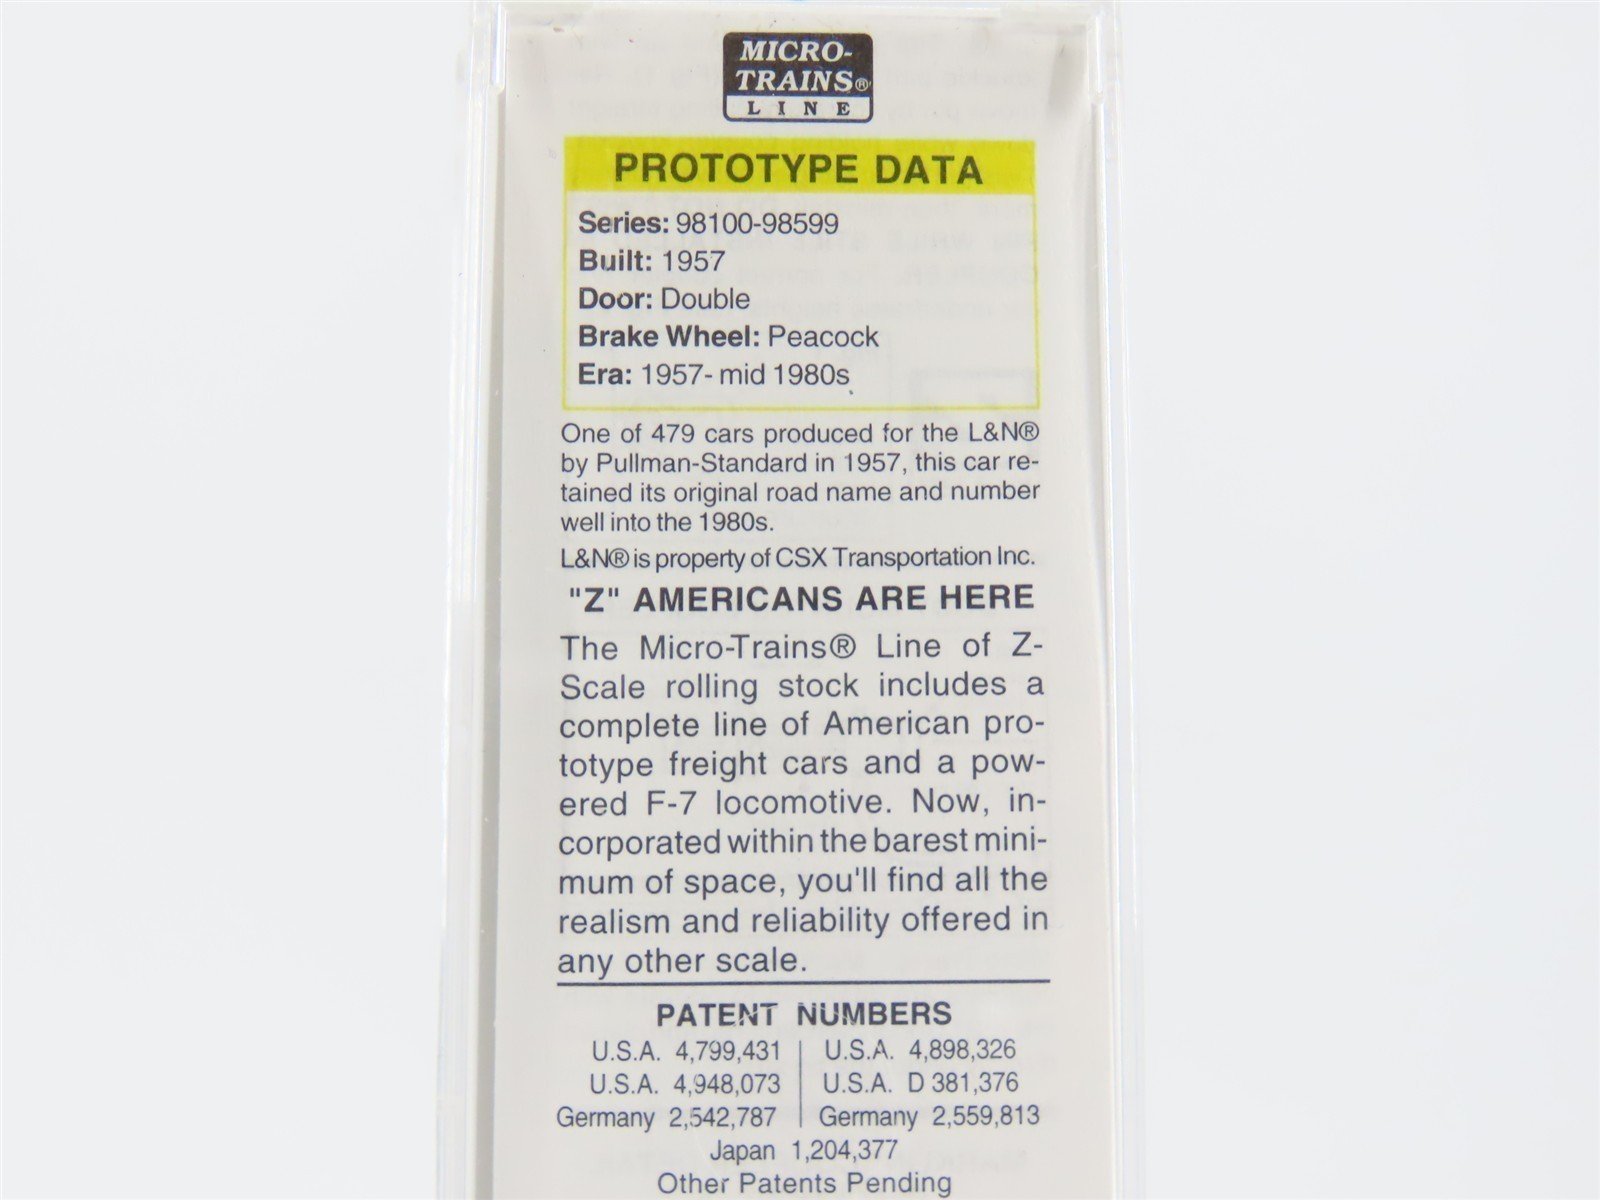 MICRO-
TRAINS®
LINE
PROTOTYPE DATA
Series: 98100-98599
Built: 1957
Door: Double
Brake Wheel: Peacock
Era: 1957- mid 1980s
One of 479 cars produced for the L&N®
by Pullman-Standard in 1957, this car re-
tained its original road name and number
well into the 1980s.
L&N® is property of CSX Transportation Inc.
"Z" AMERICANS ARE HERE
The Micro-Trains® Line of Z-
Scale rolling stock includes a
complete line of American pro-
totype freight cars and a pow-
ered F-7 locomotive. Now, in-
corporated within the barest mini-
mum of space, you'll find all the
realism and reliability offered in
any other scale.
PATENT NUMBERS
U.S.A. 4,799,431 | U.S.A. 4,898,326
U.S.A. 4,948,073 | U.S.A. D 381,376
Germany 2,542,787 | Germany 2,559,813
Japan 1,204,377
Other Patents Pending